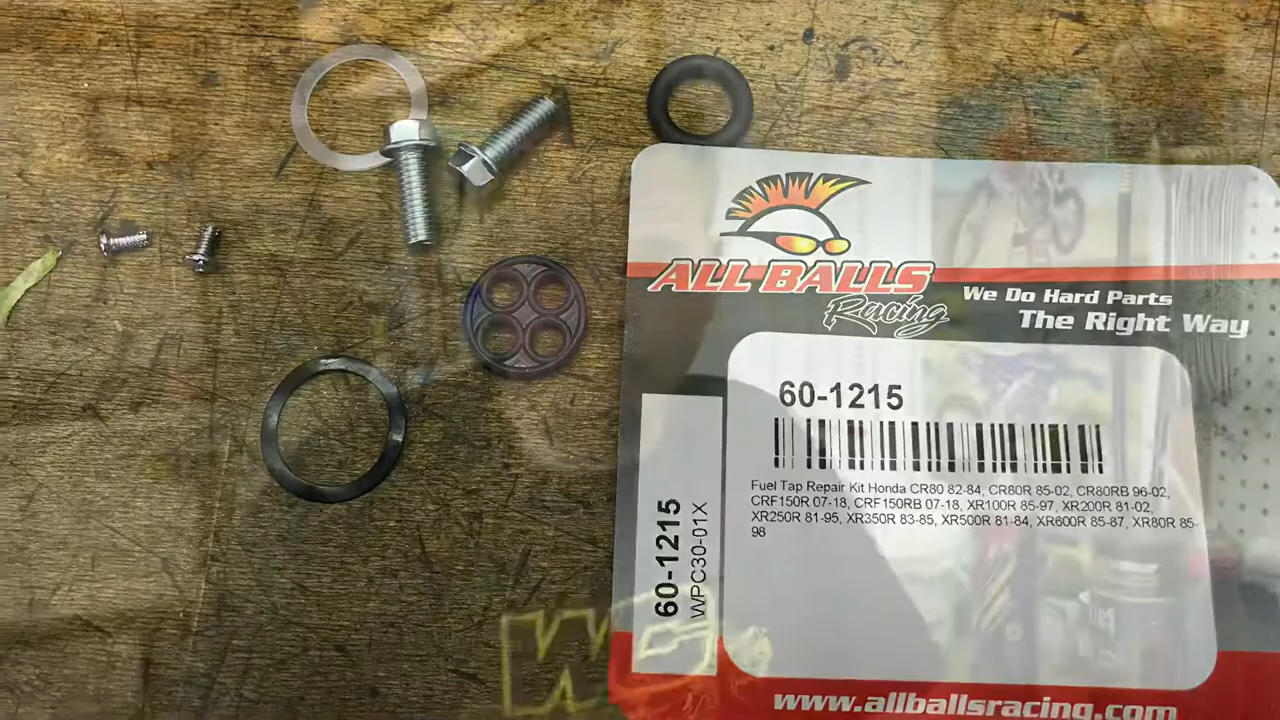 ALL BALLS
Racing
We Do Hard Parts
The Right Way
60-1215
Fuel Tap Repair Kit Honda CR80 82-84, CR80R 85-02, CR80RB 96-02,
CRF150R 07-18, CRF150RB 07-18, XR100R 85-97, XR200R 81-02,
XR250R 81-95, XR350R 83-85, XR500R 81-84, XR600R 85-87, XR80R 85-
98
60-1215
WPC30-01X
www.allballsracing.com